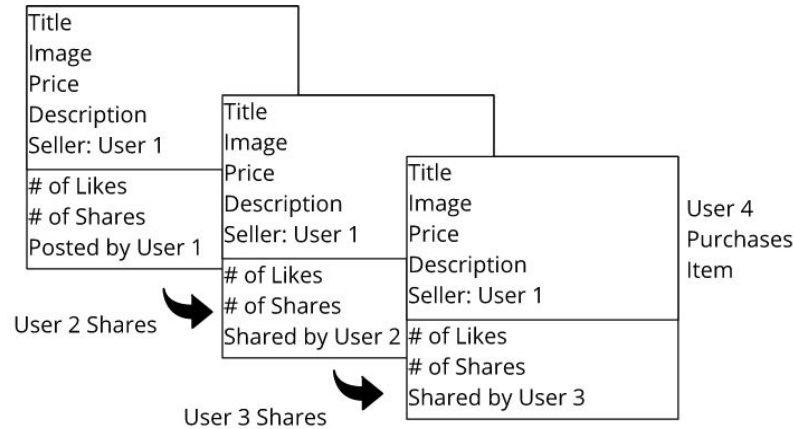 Title
Image
Price
Description
Seller: User 1
# of Likes
# of Shares
Posted by User 1
User 2 Shares
Title
Image
Price
Description
Seller: User 1
# of Likes
# of Shares
Shared by User 2
User 3 Shares
Title
Image
Price
Description
Seller: User 1
# of Likes
# of Shares
Shared by User 3
User 4
Purchases
Item